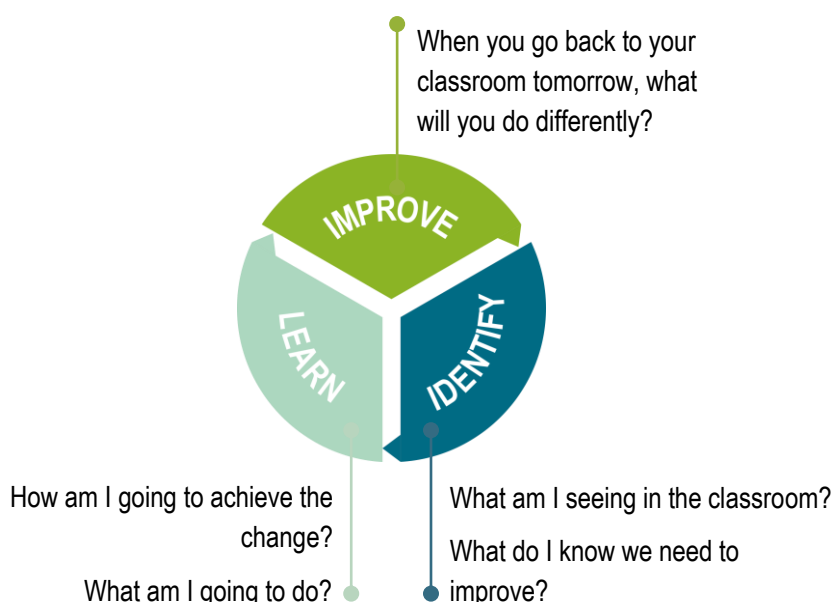 When you go back to your
classroom tomorrow, what
will you do differently?
IMPROVE
LEARN
IDENTIFY
How am I going to achieve the
change?
What am I going to do?
What am I seeing in the classroom?
What do I know we need to
improve?